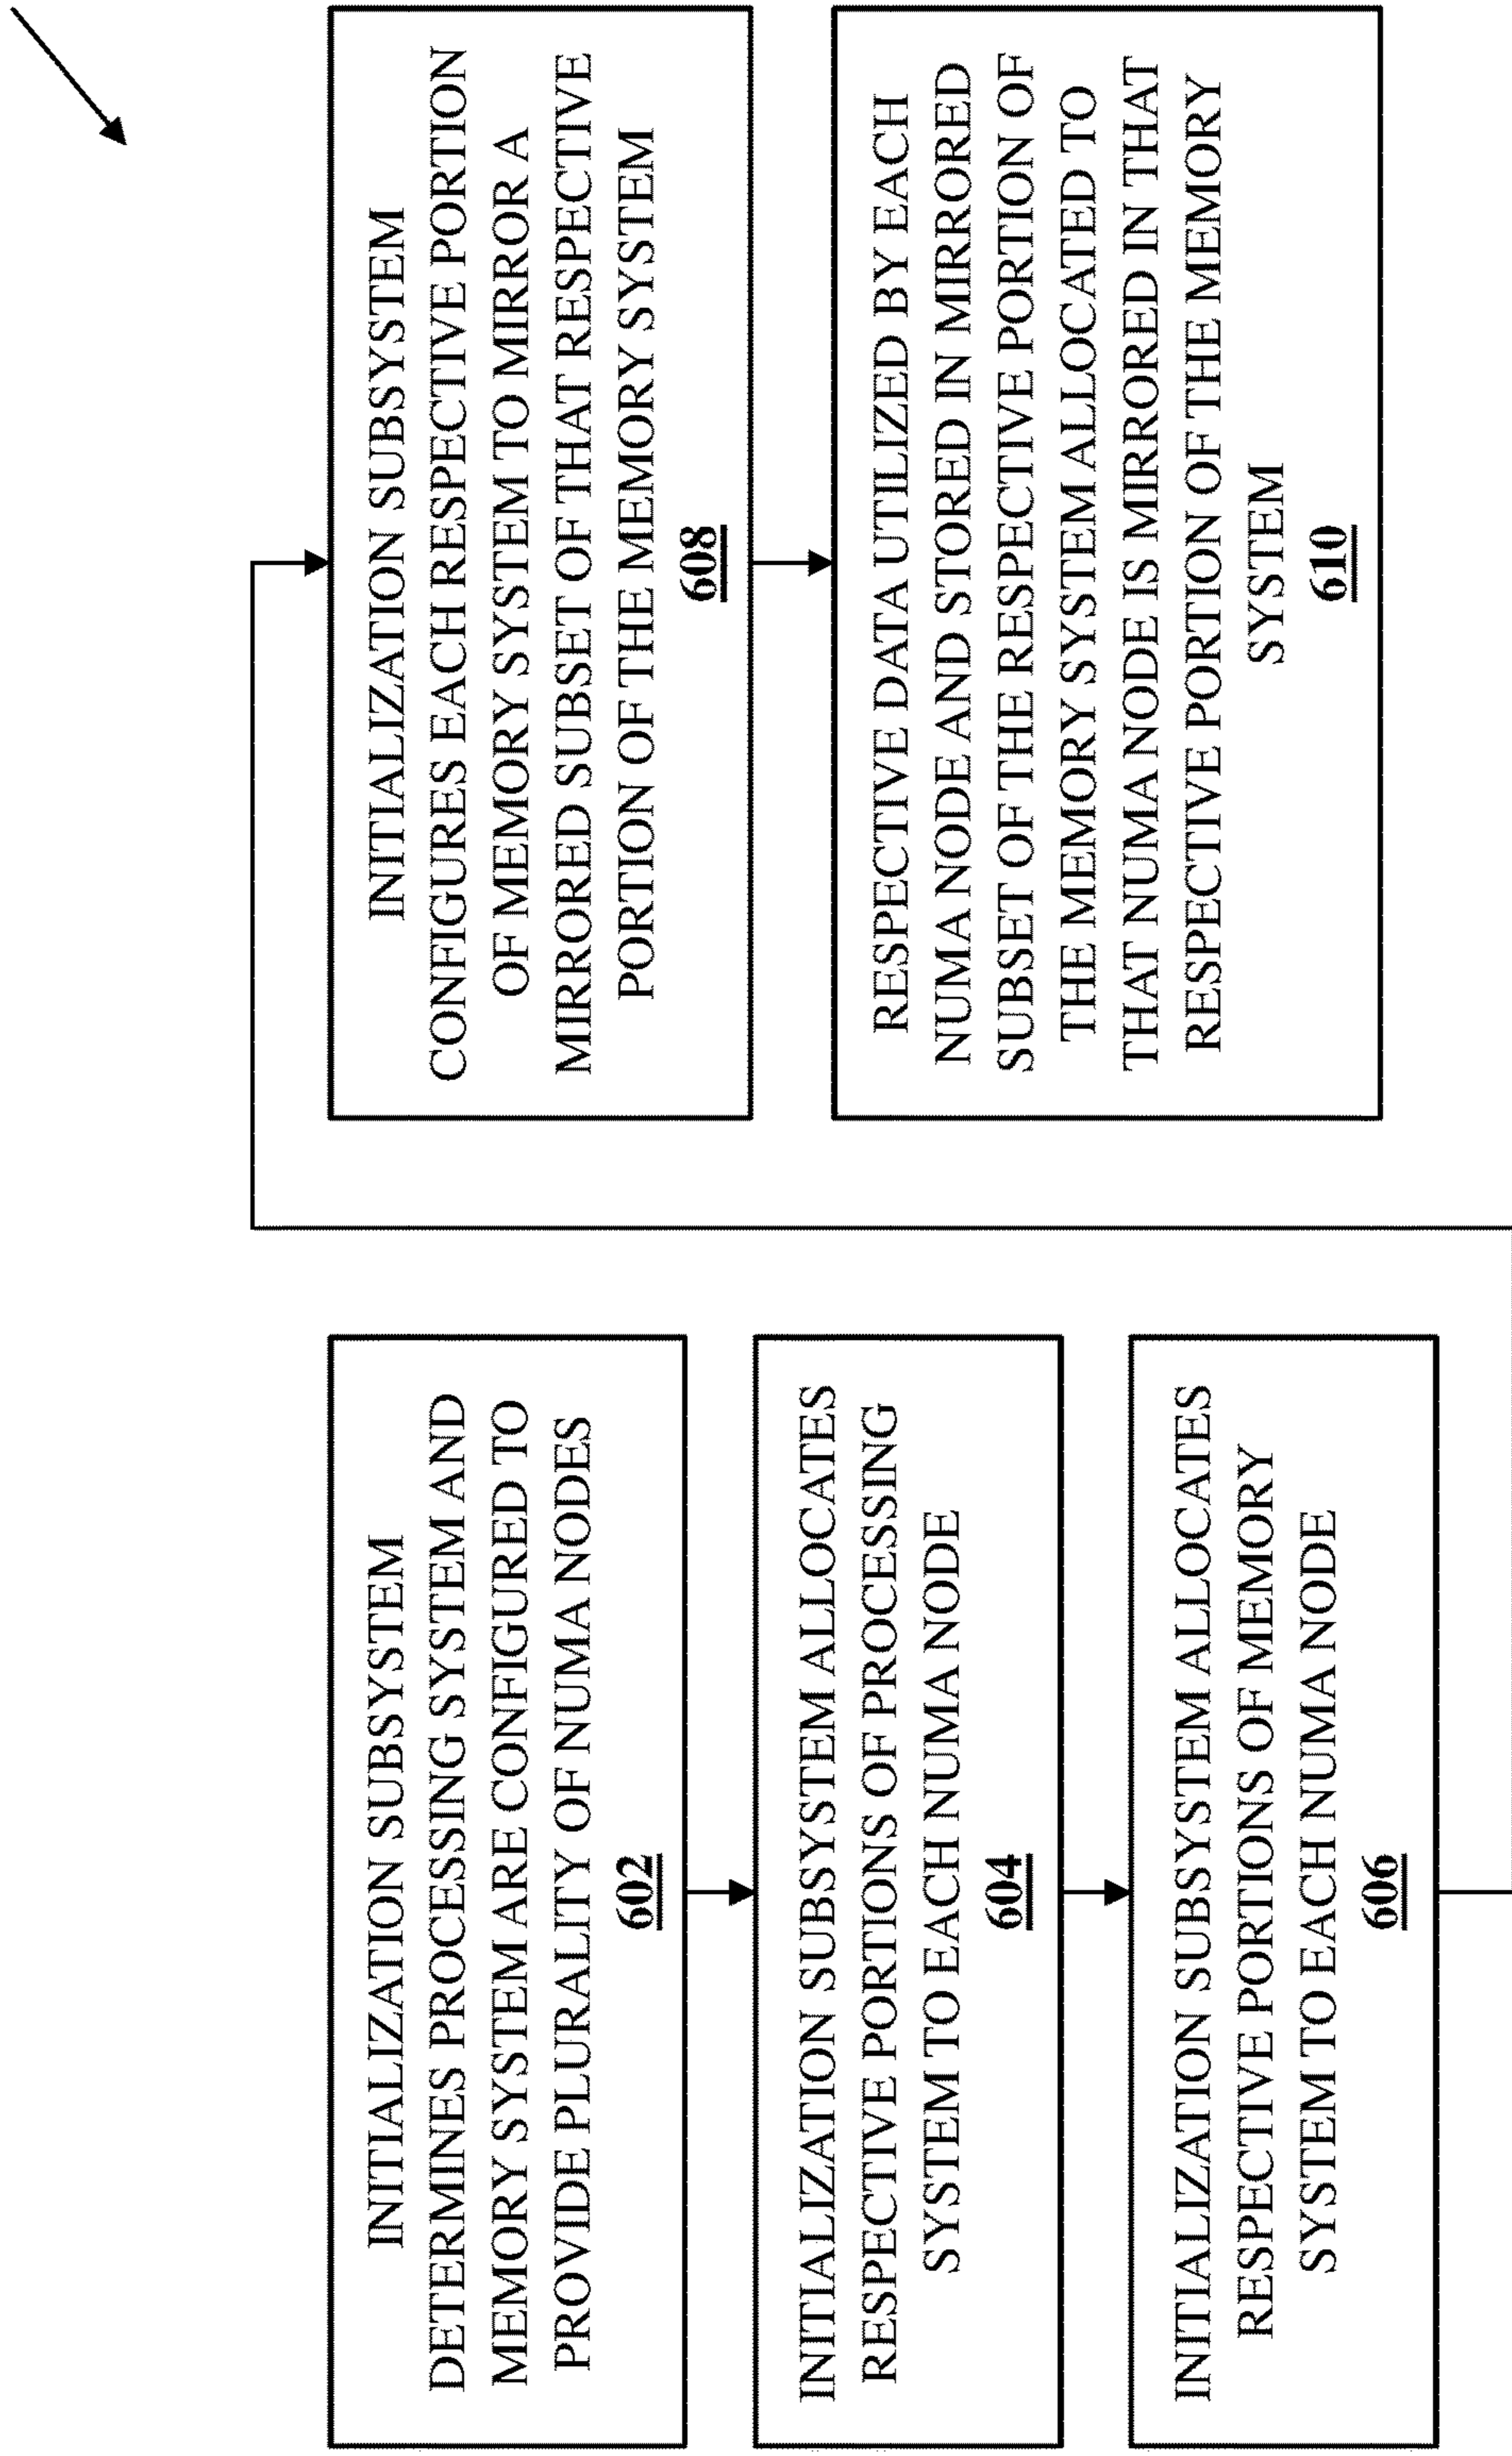 INITIALIZATION SUBSYSTEM
DETERMINES PROCESSING SYSTEM AND
MEMORY SYSTEM ARE CONFIGURED TO
PROVIDE PLURALITY OF NUMA NODES
602
INITIALIZATION SUBSYSTEM ALLOCATES
RESPECTIVE PORTIONS OF PROCESSING
SYSTEM TO EACH NUMA NODE
604
INITIALIZATION SUBSYSTEM ALLOCATES
RESPECTIVE PORTIONS OF MEMORY
SYSTEM TO EACH NUMA NODE
606
INITIALIZATION SUBSYSTEM
CONFIGURES EACH RESPECTIVE PORTION
OF MEMORY SYSTEM TO MIRROR A
MIRRORED SUBSET OF THAT RESPECTIVE
PORTION OF THE MEMORY SYSTEM
608
RESPECTIVE DATA UTILIZED BY EACH
NUMA NODE AND STORED IN MIRRORED
SUBSET OF THE RESPECTIVE PORTION OF
THE MEMORY SYSTEM ALLOCATED TO
THAT NUMA NODE IS MIRRORED IN THAT
RESPECTIVE PORTION OF THE MEMORY
SYSTEM
610